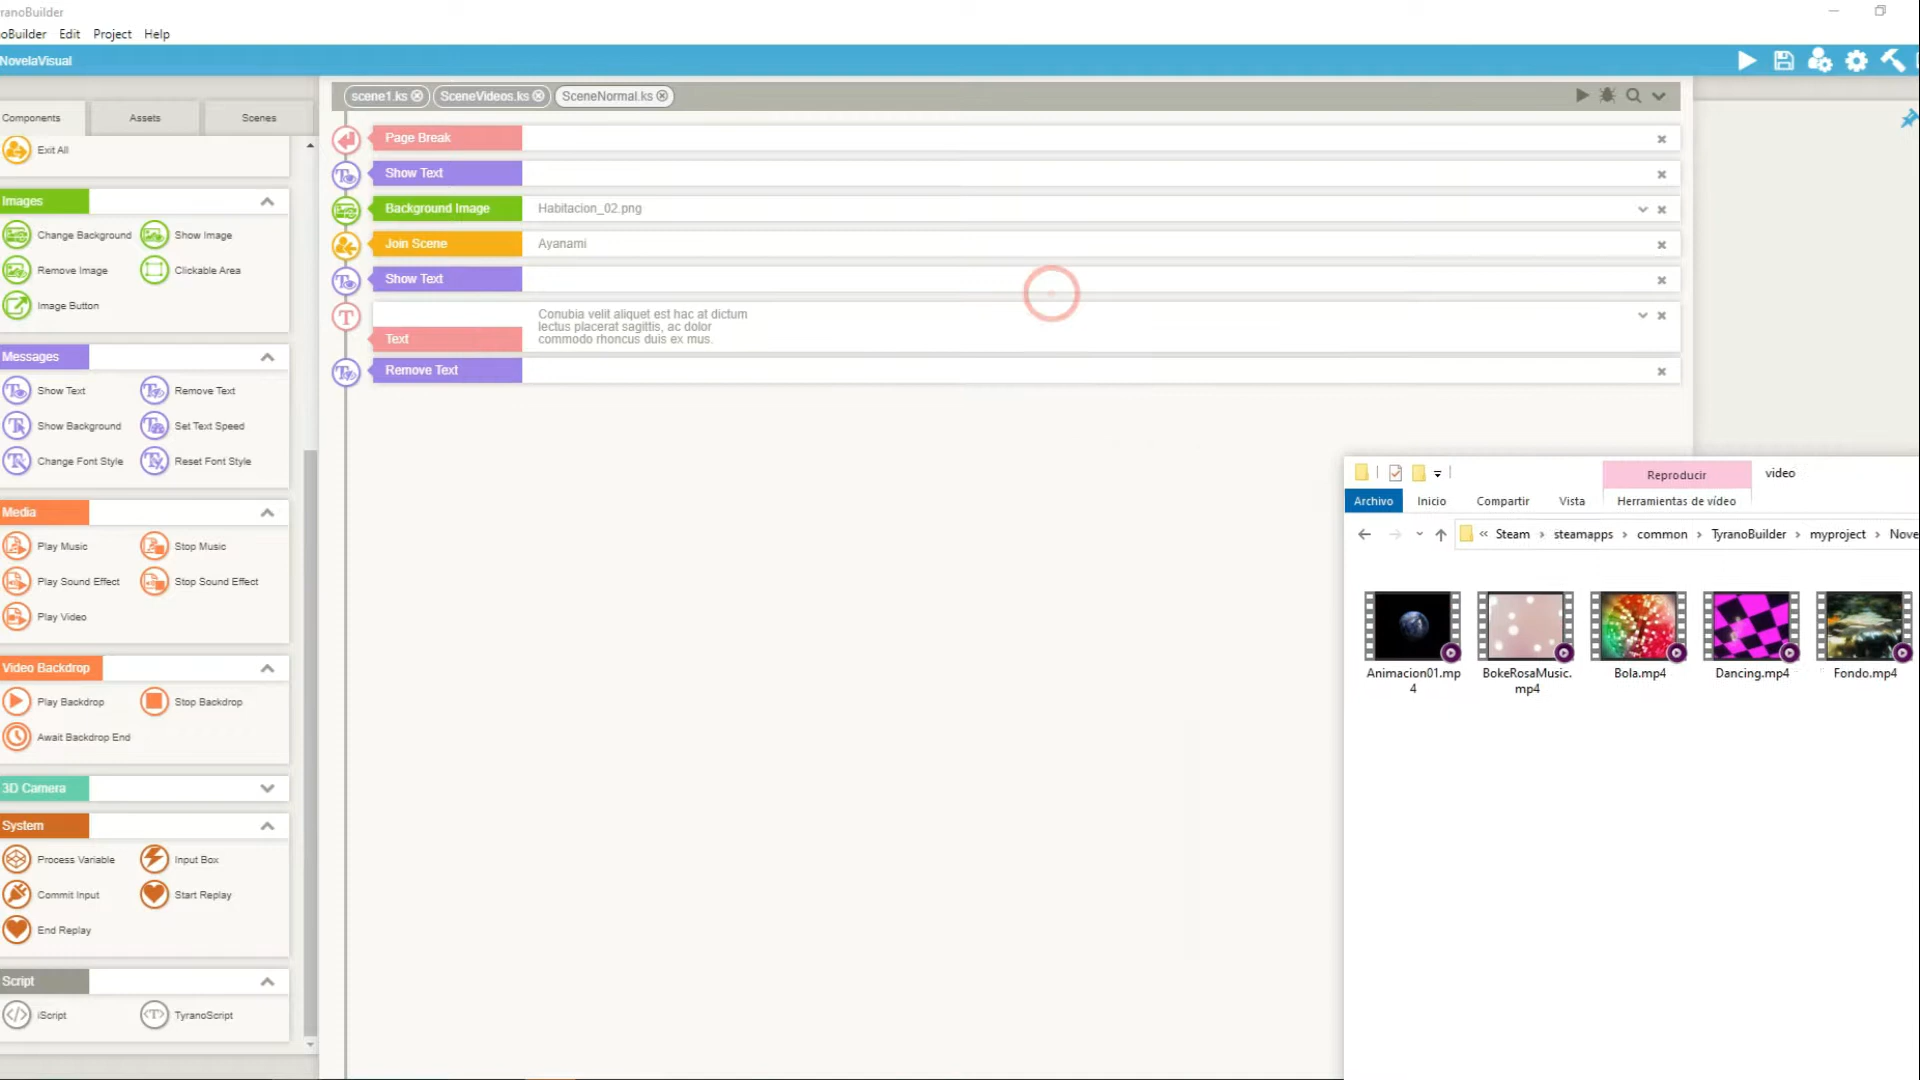 ranoBuilder
oBuilder Edit Project Help
NovelaVisual
Components Assets Scenes
Exit All
Images
Change Background Show Image
Remove Image Clickable Area
Image Button
Messages
Show Text Remove Text
Show Background Set Text Speed
Change Font Style Reset Font Style
Media
Play Music Stop Music
Play Sound Effect Stop Sound Effect
Play Video
Video Backdrop
Play Backdrop Stop Backdrop
Await Backdrop End
3D Camera
System
Process Variable Input Box
Commit Input Start Replay
End Replay
Script
iScript TyranoScript
scene1.ks SceneVideos.ks SceneNormal.ks
Page Break
Show Text
Background Image Habitacion_02.png
Join Scene Ayanami
Show Text
Conubia velit aliquet est hac at dictum
lectus placerat sagittis, ac dolor
Text commodo rhoncus duis ex mus.
Remove Text
Reproducir video
Archivo Inicio Compartir Vista Herramientas de vídeo
« Steam › steamapps › common › TyranoBuilder › myproject › Nove
Animacion01.mp
4
BokeRosaMusic.
mp4
Bola.mp4
Dancing.mp4
Fondo.mp4